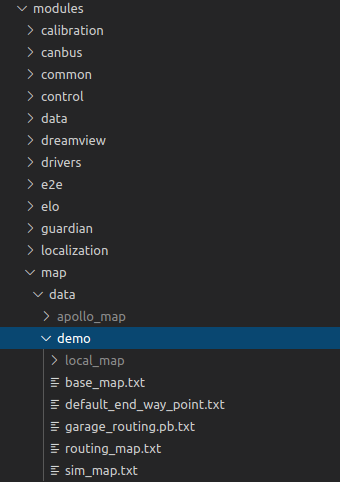 modules
calibration
canbus
common
control
data
dreamview
drivers
e2e
elo
guardian
localization
map
data
apollo_map
demo
local_map
base_map.txt
default_end_way_point.txt
garage_routing.pb.txt
routing_map.txt
sim_map.txt